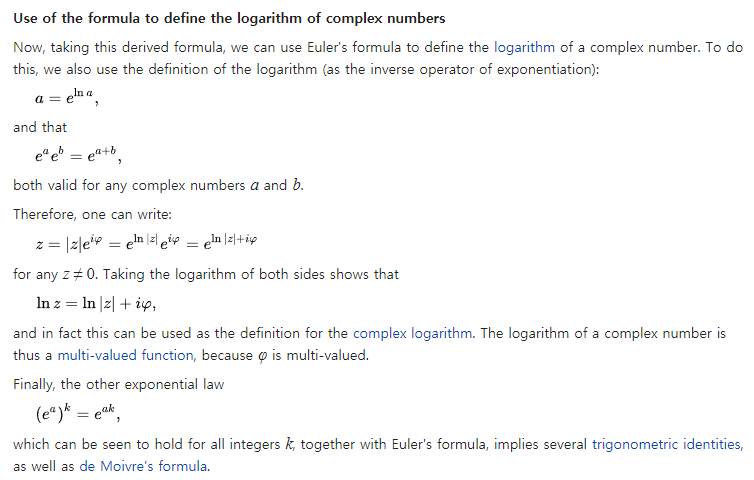 Use of the formula to define the logarithm of complex numbers
Now, taking this derived formula, we can use Euler's formula to define the logarithm of a complex number. To do
this, we also use the definition of the logarithm (as the inverse operator of exponentiation):
a = e^{ln a},
and that
e^a e^b = e^{a+b},
both valid for any complex numbers a and b.
Therefore, one can write:
z = |z|e^{iφ} = e^{ln |z|} e^{iφ} = e^{ln |z|+iφ}
for any z ≠ 0. Taking the logarithm of both sides shows that
ln z = ln |z| + iφ,
and in fact this can be used as the definition for the complex logarithm. The logarithm of a complex number is
thus a multi-valued function, because φ is multi-valued.
Finally, the other exponential law
(e^a)^k = e^{ak},
which can be seen to hold for all integers k, together with Euler's formula, implies several trigonometric identities,
as well as de Moivre's formula.